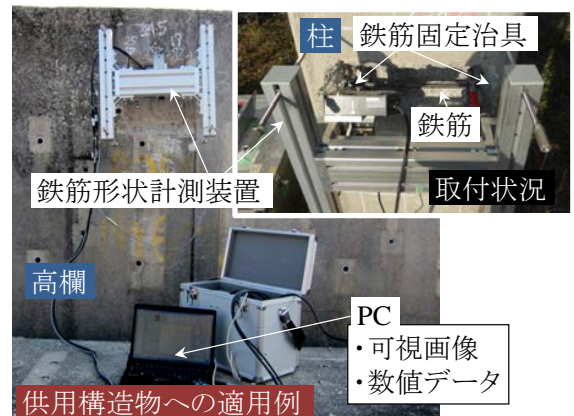 柱
鉄筋固定治具
鉄筋
取付状況
鉄筋形状計測装置
高欄
PC
・可視画像
・数値データ
供用構造物への適用例